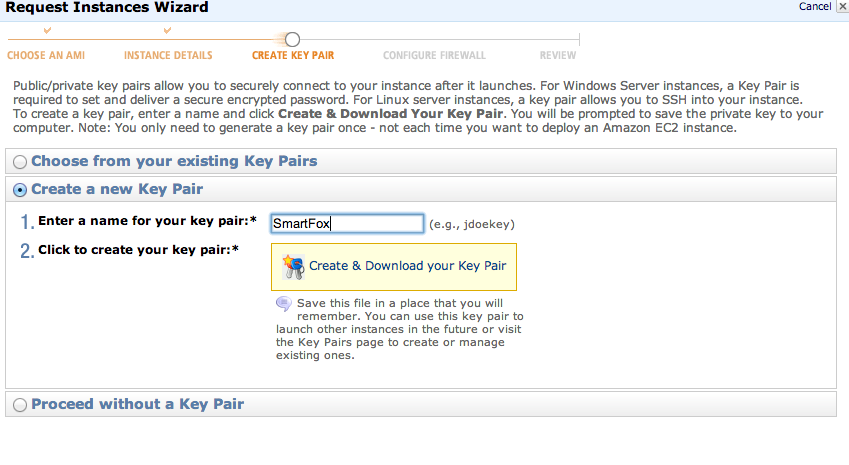 Request Instances Wizard
Cancel X
CHOOSE AN AMI INSTANCE DETAILS CREATE KEY PAIR CONFIGURE FIREWALL REVIEW
Public/private key pairs allow you to securely connect to your instance after it launches. For Windows Server instances, a Key Pair is
required to set and deliver a secure encrypted password. For Linux server instances, a key pair allows you to SSH into your instance.
To create a key pair, enter a name and click Create & Download Your Key Pair. You will be prompted to save the private key to your
computer. Note: You only need to generate a key pair once - not each time you want to deploy an Amazon EC2 instance.
Choose from your existing Key Pairs
Create a new Key Pair
1. Enter a name for your key pair:* SmartFox (e.g., jdoekey)
2. Click to create your key pair:*
Create & Download your Key Pair
Save this file in a place that you will
remember. You can use this key pair to
launch other instances in the future or visit
the Key Pairs page to create or manage
existing ones.
Proceed without a Key Pair